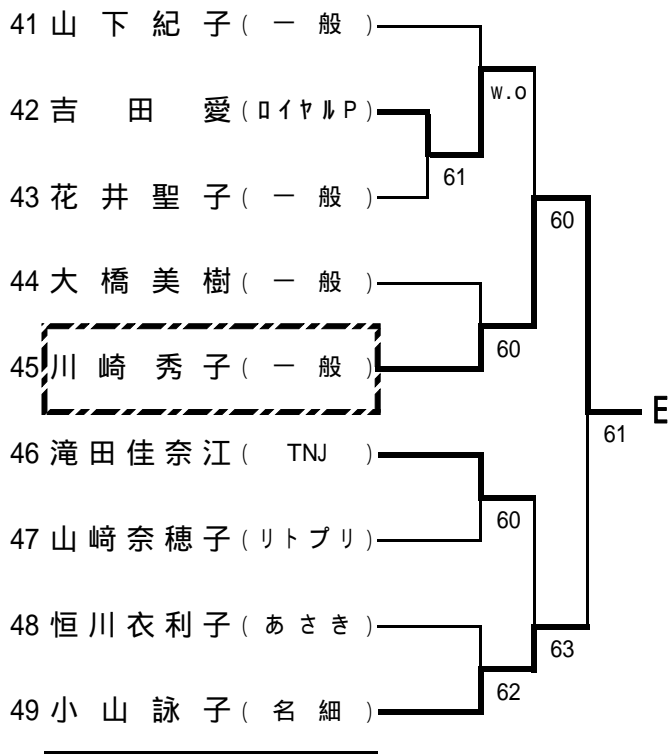 41 山下紀子 (一般)
w.o
42 吉田愛 (ロイヤルP)
61
43 花井聖子 (一般)
60
44 大橋美樹 (一般)
60
45 川崎秀子 (一般)
E
61
46 滝田佳奈江 (TNJ)
60
47 山﨑奈穂子 (リトプリ)
48 恒川衣利子 (あさき)
63
62
49 小山詠子 (名細)